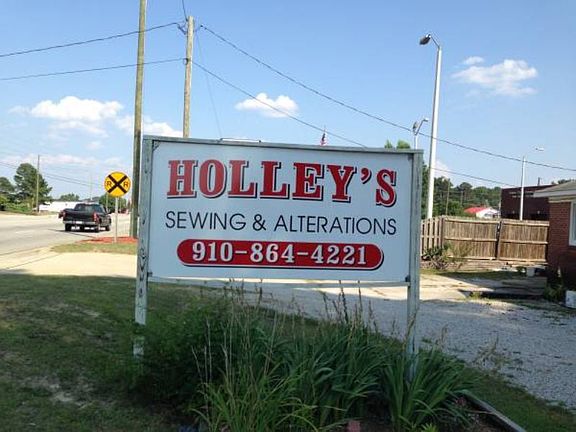 HOLLEY'S
SEWING & ALTERATIONS
910-864-4221
R R